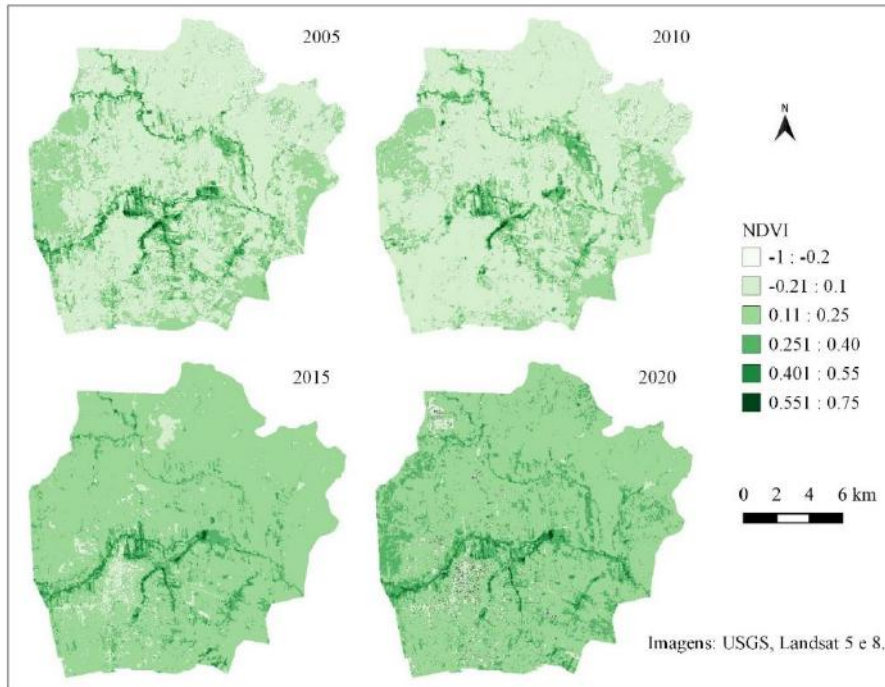 2005
2010
N
NDVI
-1 : -0.2
-0.21 : 0.1
0.11 : 0.25
0.251 : 0.40
0.401 : 0.55
0.551 : 0.75
2015
2020
0 2 4 6 km
Imagens: USGS, Landsat 5 e 8.